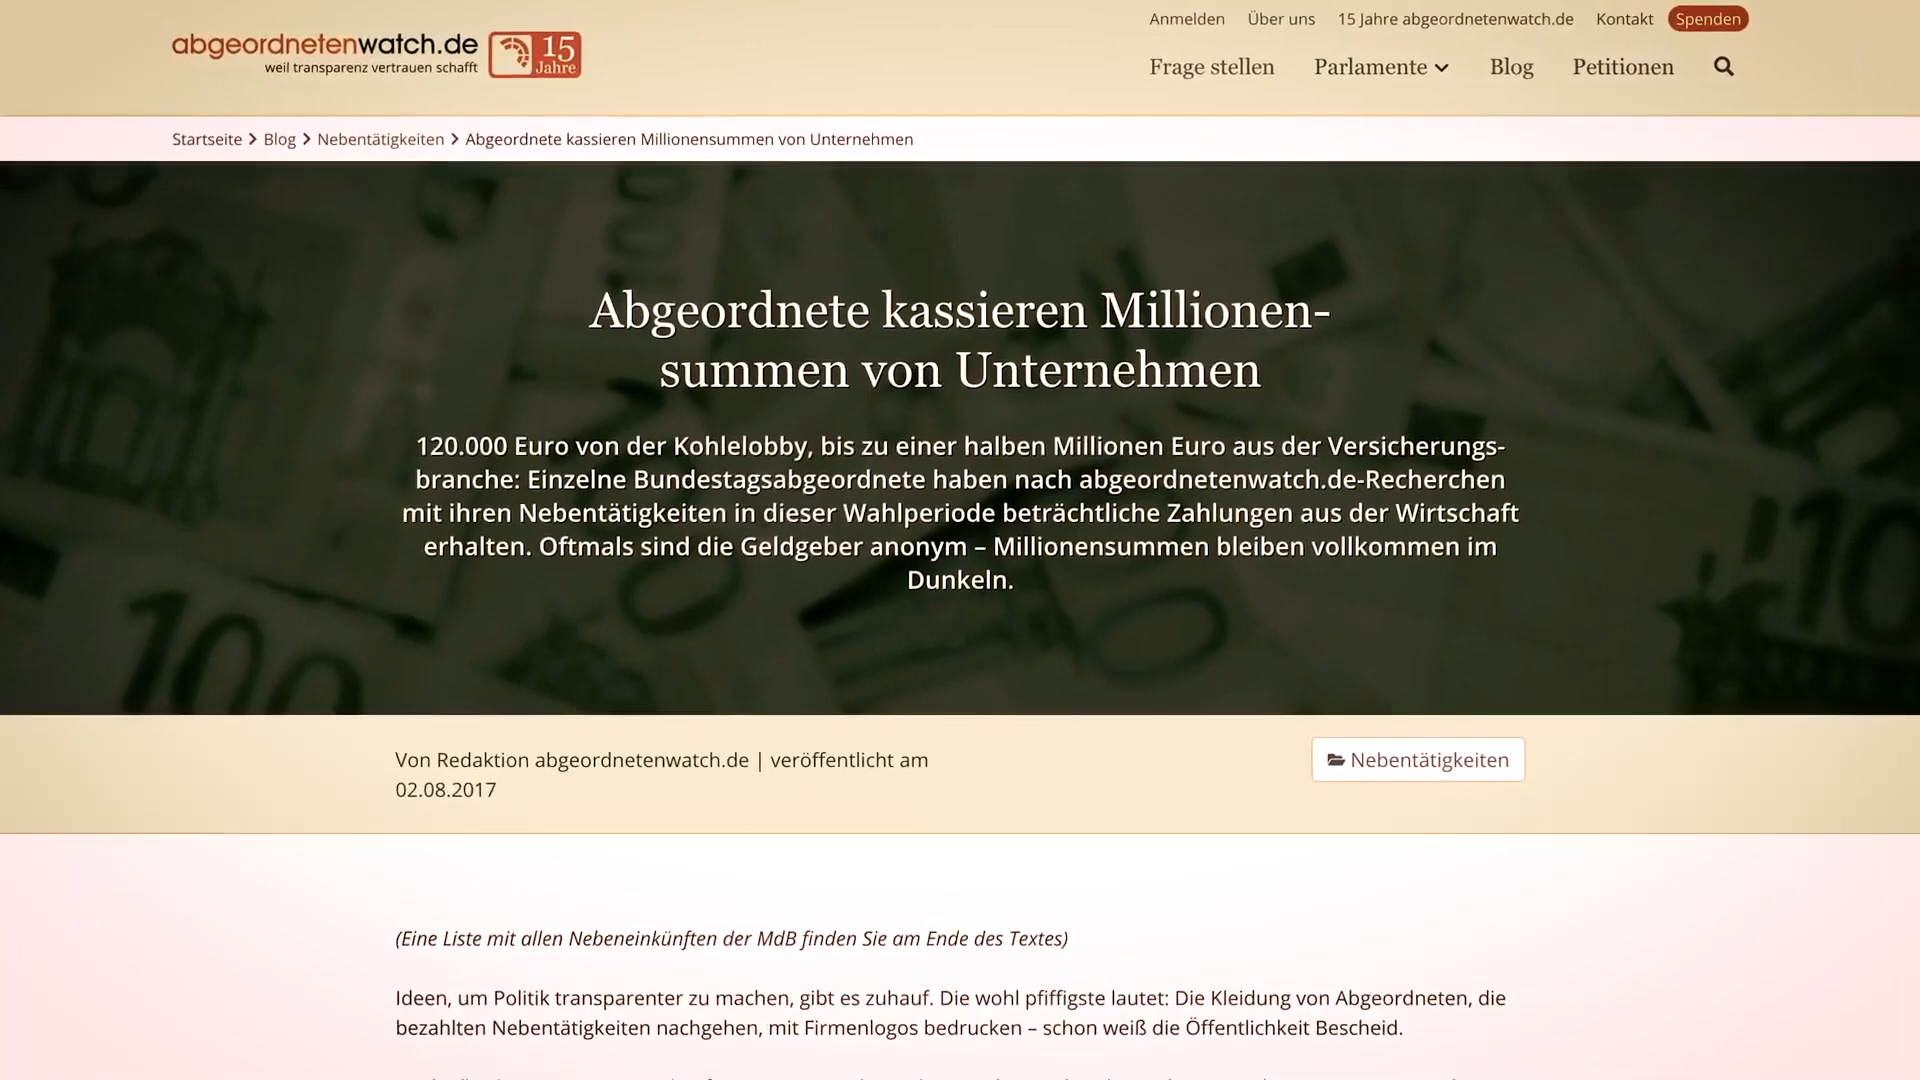 Anmelden Über uns 15 Jahre abgeordnetenwatch.de Kontakt Spenden
abgeordnetenwatch.de 15 Jahre
weil transparenz vertrauen schafft
Frage stellen Parlamente Blog Petitionen
Startseite Blog Nebentätigkeiten Abgeordnete kassieren Millionensummen von Unternehmen
Abgeordnete kassieren Millionen-
summen von Unternehmen
120.000 Euro von der Kohlelobby, bis zu einer halben Millionen Euro aus der Versicherungs-
branche: Einzelne Bundestagsabgeordnete haben nach abgeordnetenwatch.de-Recherchen
mit ihren Nebentätigkeiten in dieser Wahlperiode beträchtliche Zahlungen aus der Wirtschaft
erhalten. Oftmals sind die Geldgeber anonym – Millionensummen bleiben vollkommen im
Dunkeln.
100
Von Redaktion abgeordnetenwatch.de | veröffentlicht am
02.08.2017
Nebentätigkeiten
(Eine Liste mit allen Nebeneinkünften der MdB finden Sie am Ende des Textes)
Ideen, um Politik transparenter zu machen, gibt es zuhauf. Die wohl pfiffigste lautet: Die Kleidung von Abgeordneten, die
bezahlten Nebentätigkeiten nachgehen, mit Firmenlogos bedrucken – schon weiß die Öffentlichkeit Bescheid.